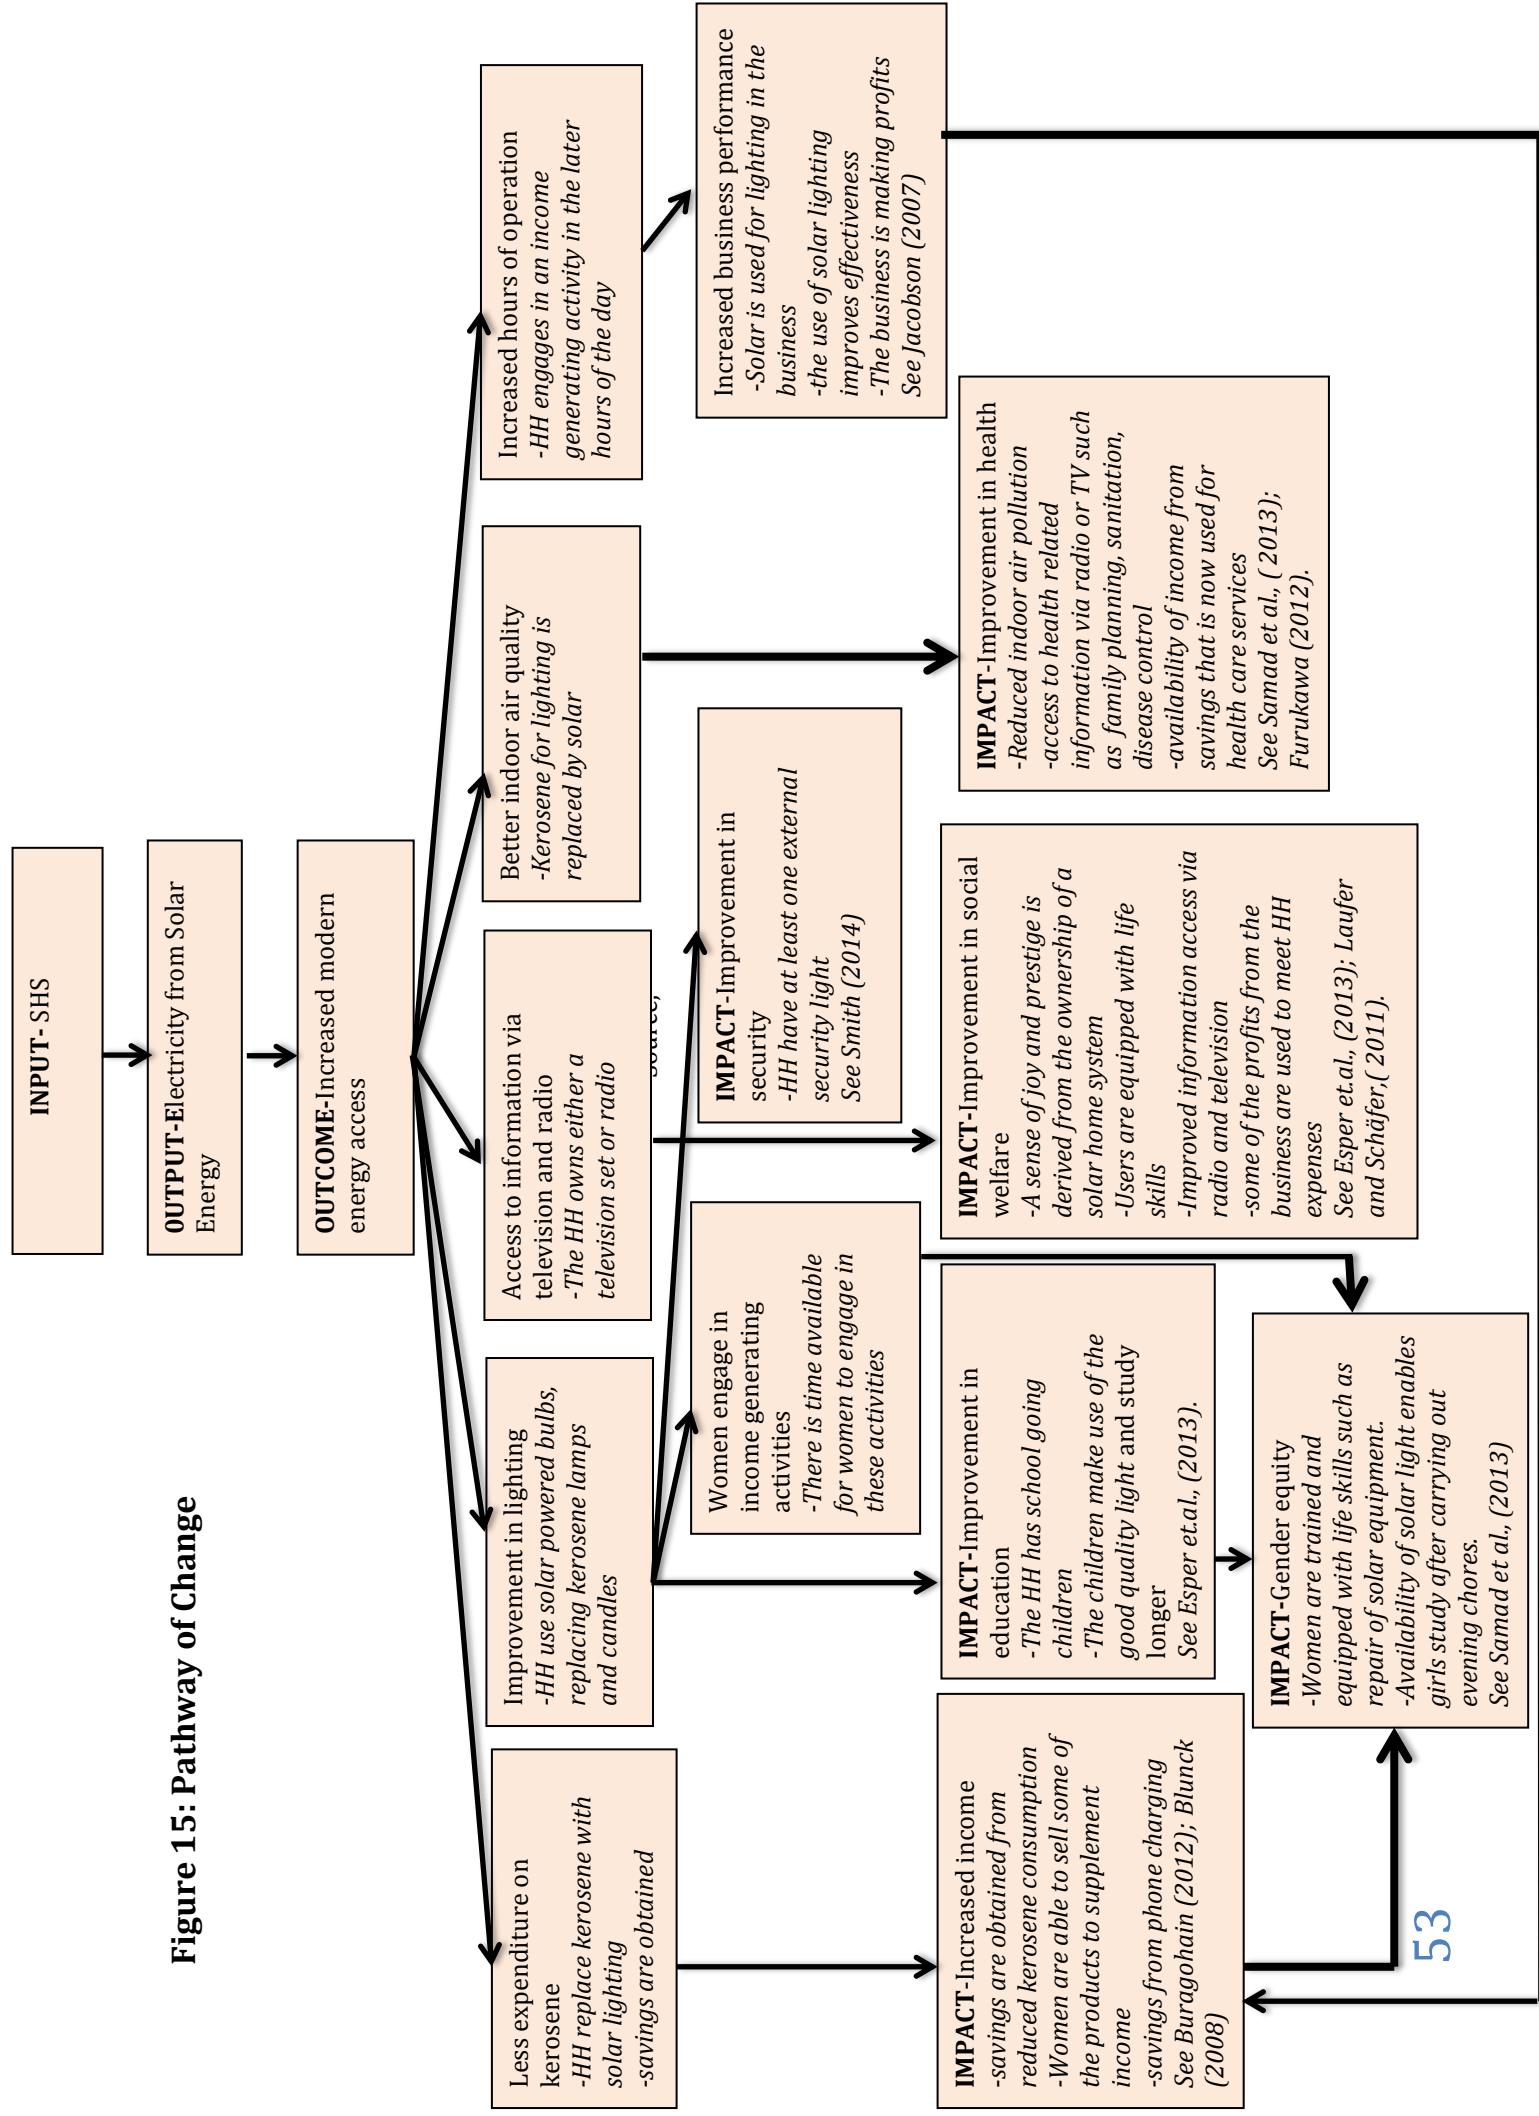 Figure 15: Pathway of Change
INPUT- SHS
0UTPUT-Electricity from Solar
Energy
OUTCOME-Increased modern
energy access
Less expenditure on
kerosene
-HH replace kerosene with
solar lighting
-savings are obtained
Improvement in lighting
-HH use solar powered bulbs,
replacing kerosene lamps
and candles
Access to information via
television and radio
-The HH owns either a
television set or radio
Better indoor air quality
-Kerosene for lighting is
replaced by solar
Increased hours of operation
-HH engages in an income
generating activity in the later
hours of the day
source,
Women engage in
income generating
activities
-There is time available
for women to engage in
these activities
IMPACT-Improvement in
security
-HH have at least one external
security light
See Smith (2014)
Increased business performance
-Solar is used for lighting in the
business
-the use of solar lighting
improves effectiveness
-The business is making profits
See Jacobson (2007)
IMPACT-Increased income
-savings are obtained from
reduced kerosene consumption
-Women are able to sell some of
the products to supplement
income
-savings from phone charging
See Buragohain (2012); Blunck
(2008)
IMPACT-Improvement in
education
-The HH has school going
children
-The children make use of the
good quality light and study
longer
See Esper et.al., (2013).
IMPACT-Improvement in social
welfare
-A sense of joy and prestige is
derived from the ownership of a
solar home system
-Users are equipped with life
skills
-Improved information access via
radio and television
-some of the profits from the
business are used to meet HH
expenses
See Esper et.al., (2013); Laufer
and Schäfer,( 2011).
IMPACT-Improvement in health
-Reduced indoor air pollution
-access to health related
information via radio or TV such
as family planning, sanitation,
disease control
-availability of income from
savings that is now used for
health care services
See Samad et al., ( 2013);
Furukawa (2012).
IMPACT-Gender equity
-Women are trained and
equipped with life skills such as
repair of solar equipment.
-Availability of solar light enables
girls study after carrying out
evening chores.
See Samad et al., (2013)
53